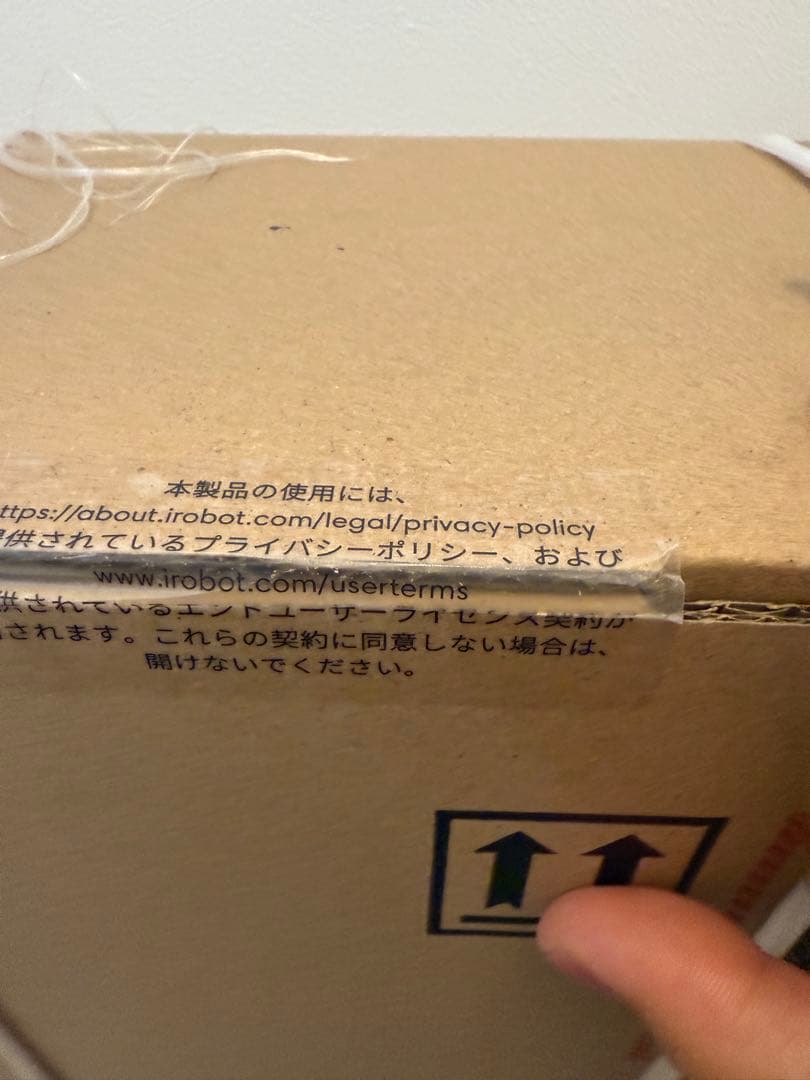 本製品の使用には、
ttps://about.irobot.com/legal/privacy-policy
提供されているプライバシーポリシー、および
www.irobot.com/userterms
供されているエンドユーザーライセンス契約が
されます。これらの契約に同意しない場合は、
開けないでください。